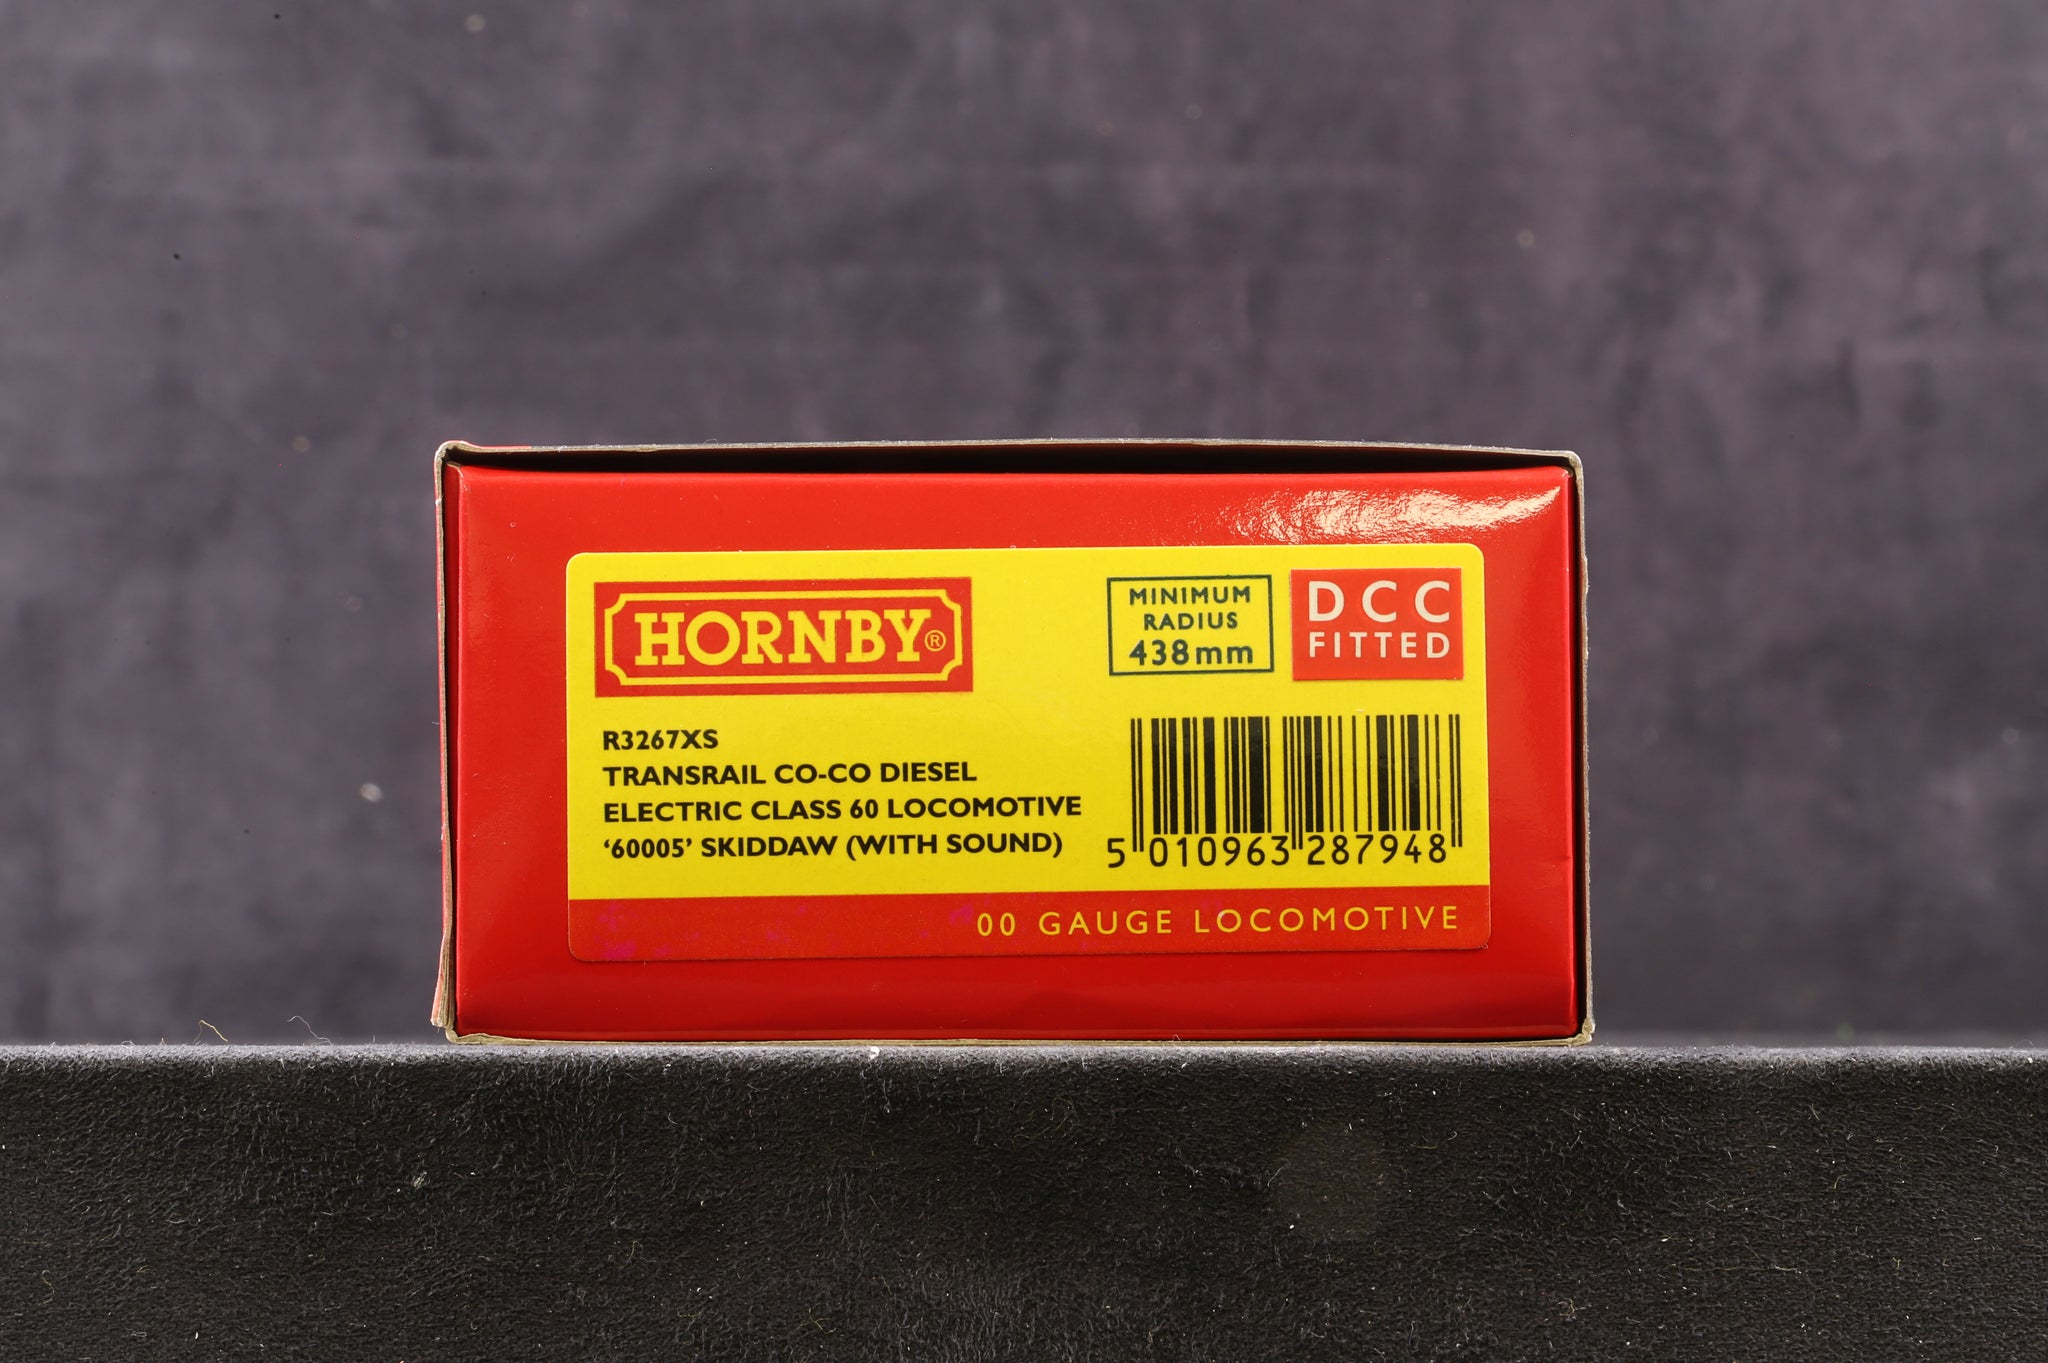 HORNBY®
MINIMUM
RADIUS
438mm
DCC
FITTED
R3267XS
TRANSRAIL CO-CO DIESEL
ELECTRIC CLASS 60 LOCOMOTIVE
‘60005’ SKIDDAW (WITH SOUND)
5 010963 287948
00 GAUGE LOCOMOTIVE